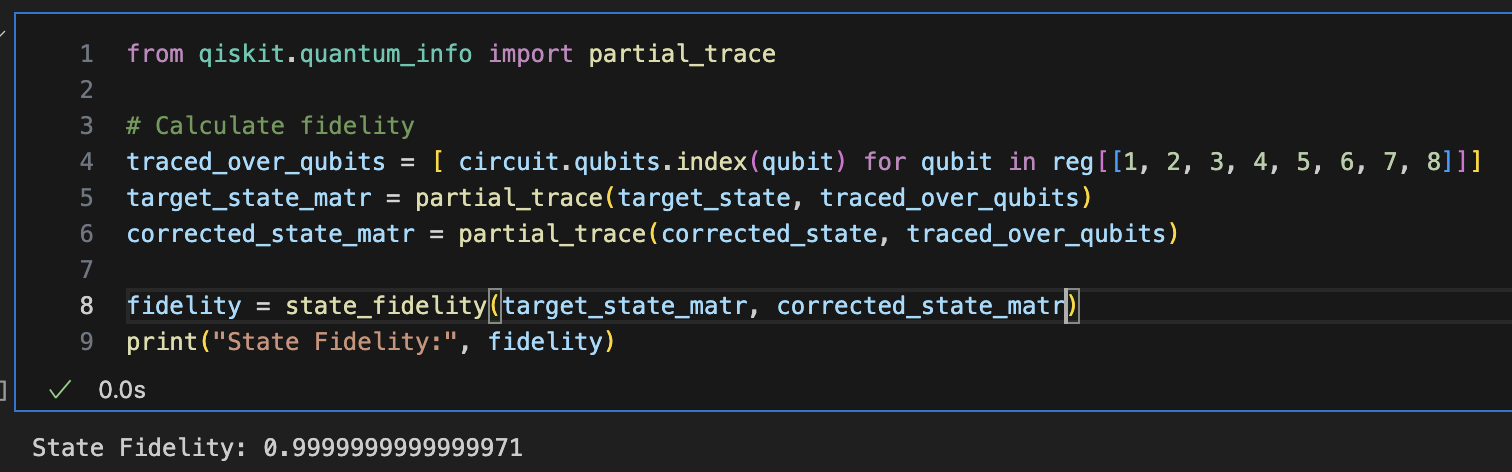 1 from qiskit.quantum_info import partial_trace
2
3 # Calculate fidelity
4 traced_over_qubits = [ circuit.qubits.index(qubit) for qubit in reg[[1, 2, 3, 4, 5, 6, 7, 8]]]
5 target_state_matr = partial_trace(target_state, traced_over_qubits)
6 corrected_state_matr = partial_trace(corrected_state, traced_over_qubits)
7
8 fidelity = state_fidelity(target_state_matr, corrected_state_matr)
9 print("State Fidelity:", fidelity)
✓ 0.0s
State Fidelity: 0.9999999999999971